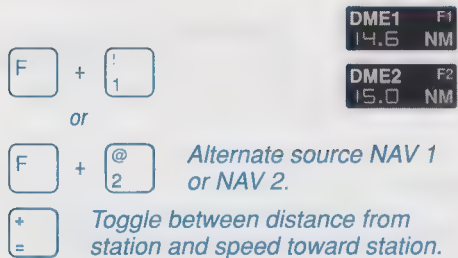 DME1 F1
14.6 NM
DME2 F2
15.0 NM
F + ! 1
or
F + @ 2
Alternate source NAV 1
or NAV 2.
+ =
Toggle between distance from
station and speed toward station.